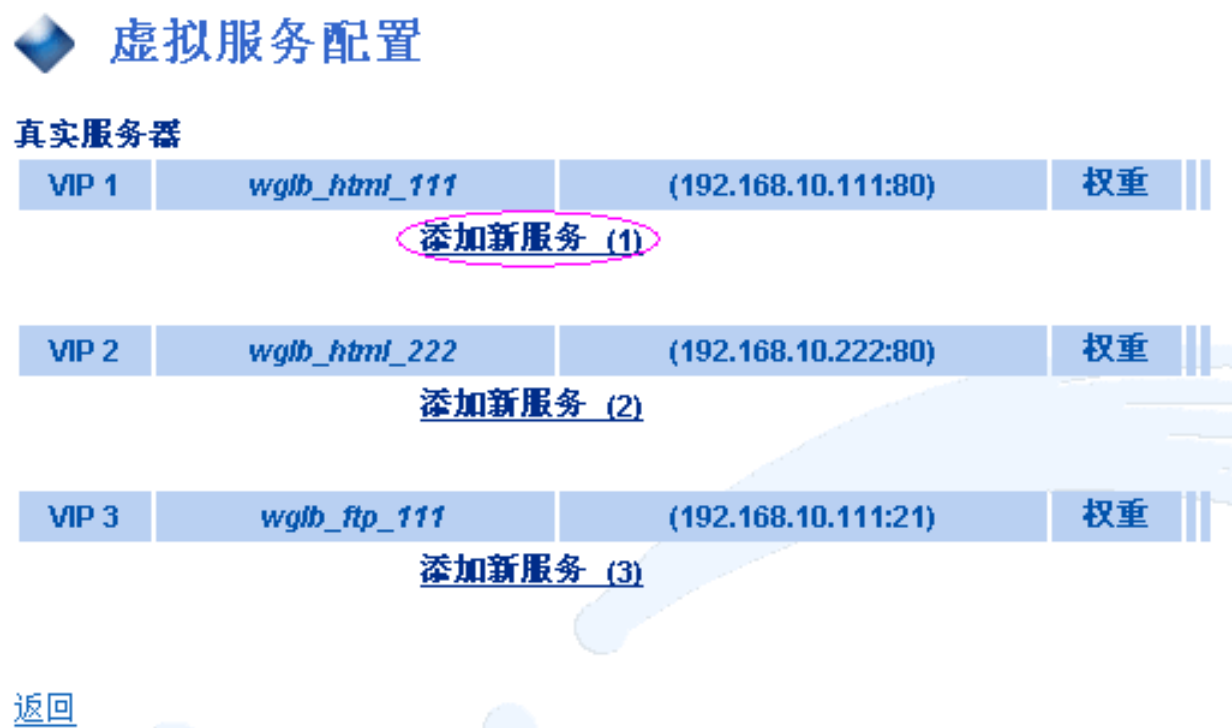 虚拟服务配置
真实服务器
VIP 1 wglb_html_111 (192.168.10.111:80) 权重
添加新服务 (1)
VIP 2 wglb_html_222 (192.168.10.222:80) 权重
添加新服务 (2)
VIP 3 wglb_ftp_111 (192.168.10.111:21) 权重
添加新服务 (3)
返回